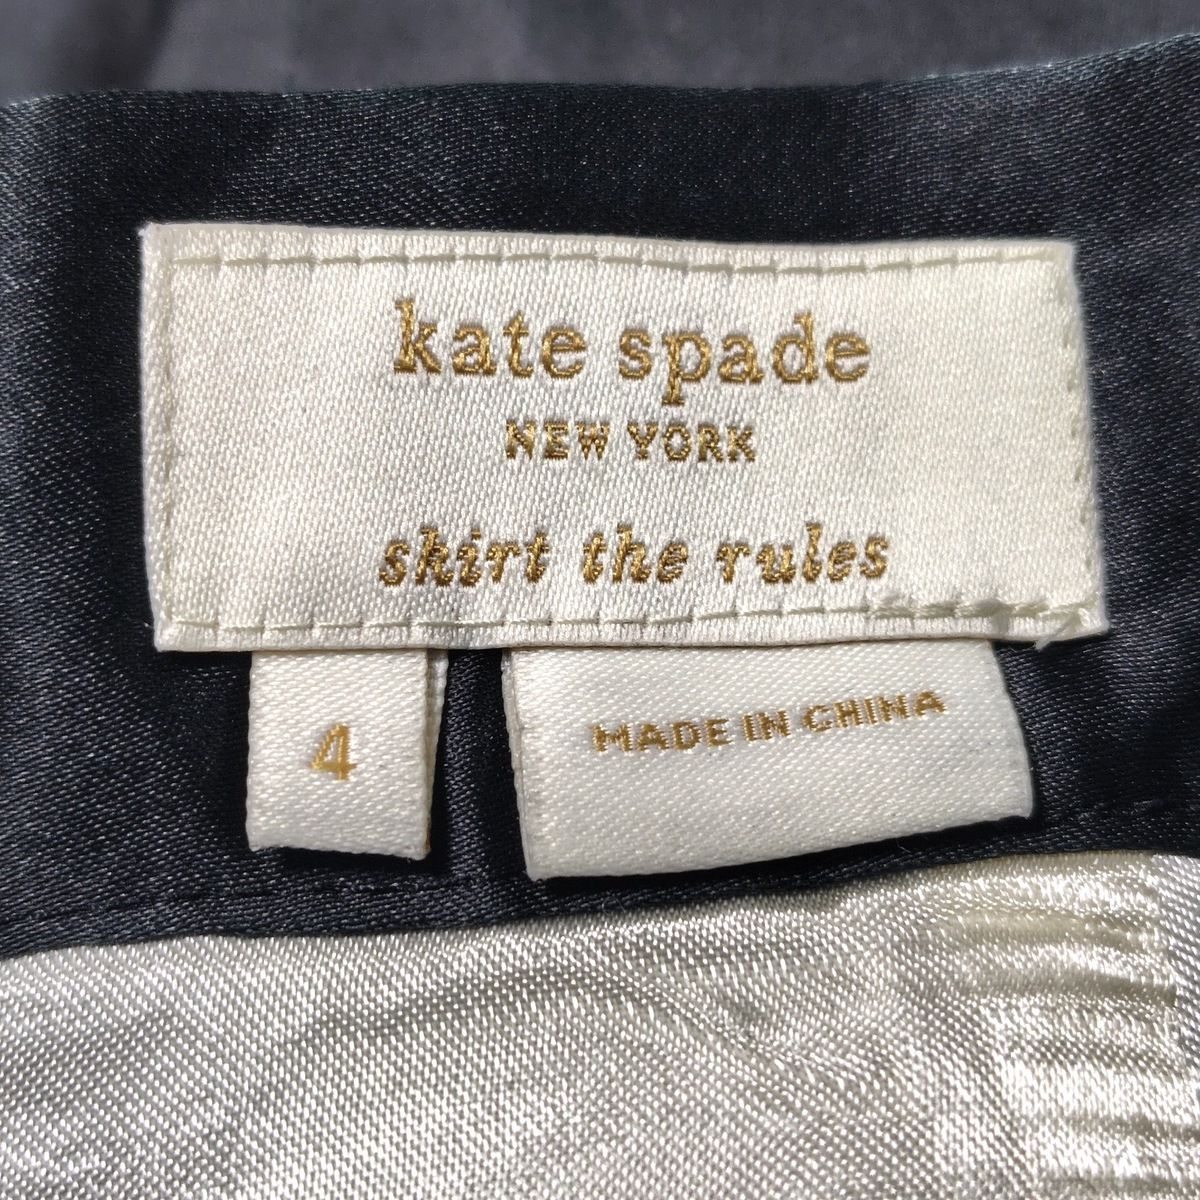 kate spade
NEW YORK
skirt the rules
4
MADE IN CHINA